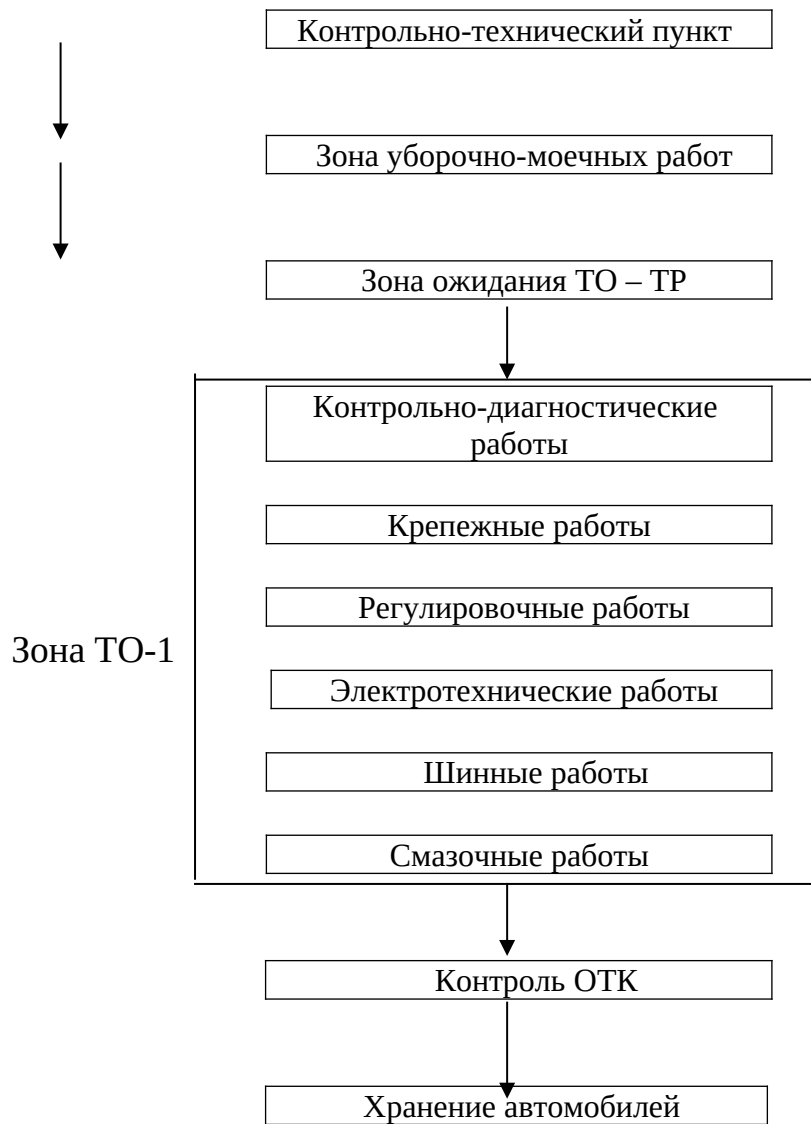 Контрольно-технический пункт
Зона уборочно-моечных работ
Зона ожидания ТО – ТР
Контрольно-диагностические
работы
Крепежные работы
Регулировочные работы
Зона ТО-1
Электротехнические работы
Шинные работы
Смазочные работы
Контроль ОТК
Хранение автомобилей